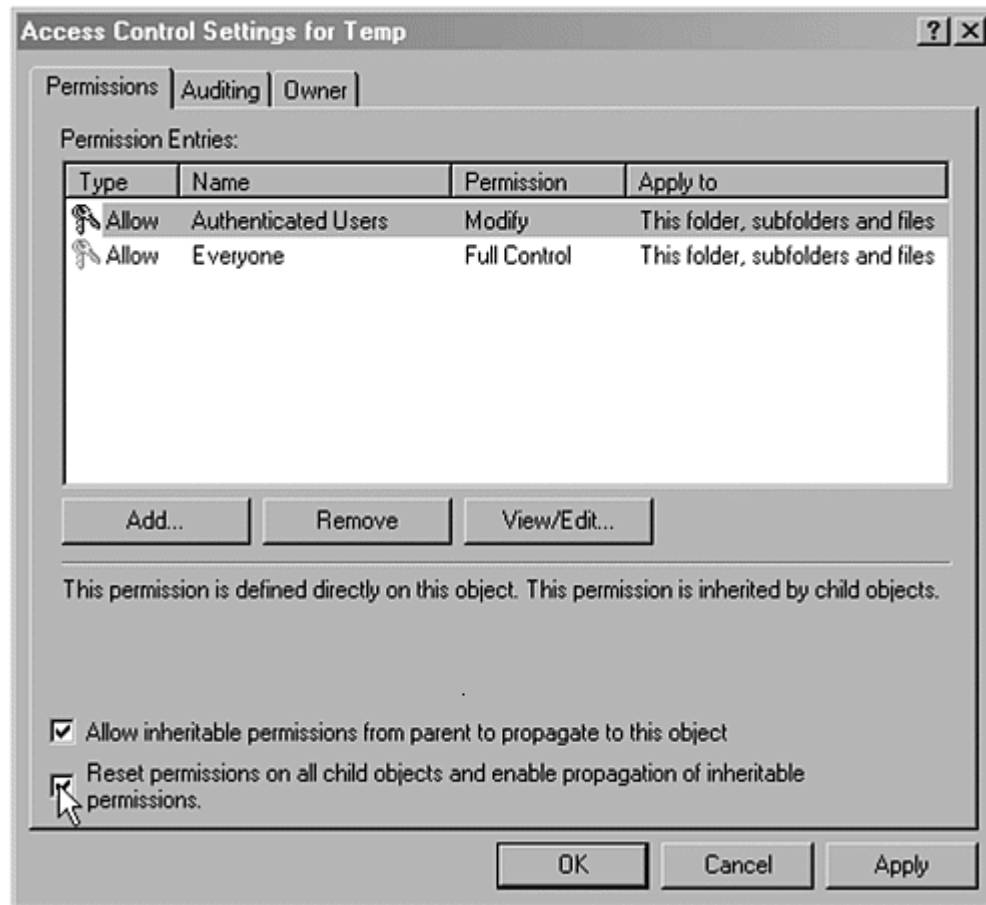 Access Control Settings for Temp
Permissions Auditing Owner
Permission Entries:
Type Name Permission Apply to
Allow Authenticated Users Modify This folder, subfolders and files
Allow Everyone Full Control This folder, subfolders and files
Add... Remove View/Edit...
This permission is defined directly on this object. This permission is inherited by child objects.
Allow inheritable permissions from parent to propagate to this object
Reset permissions on all child objects and enable propagation of inheritable
permissions.
OK Cancel Apply